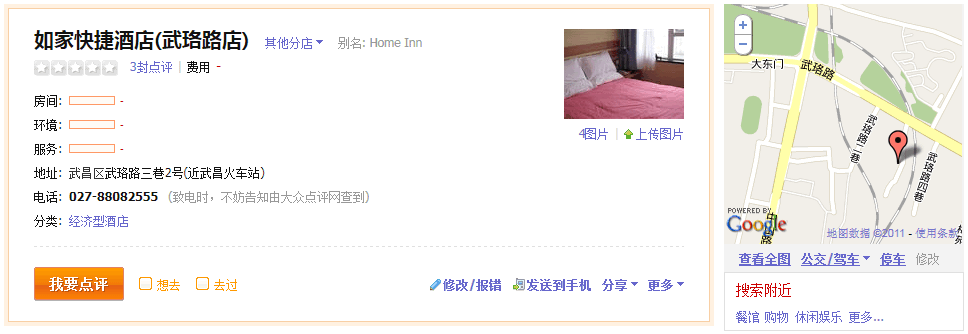 如家快捷酒店(武珞路店) 其他分店 别名: Home Inn
3封点评 | 费用 -
房间: -
环境: -
服务: -
地址: 武昌区武珞路三巷2号(近武昌火车站)
电话: 027-88082555 (致电时，不妨告知由大众点评网查到)
分类: 经济型酒店
4图片 | 上传图片
我要点评 想去 去过
修改/报错 发送到手机 分享 更多
大东门
武珞路
武珞路二巷
武珞路四巷
POWERED BY
Google
地图数据 ©2011 - 使用条款
查看全图 公交/驾车 停车 修改
搜索附近
餐馆 购物 休闲娱乐 更多...